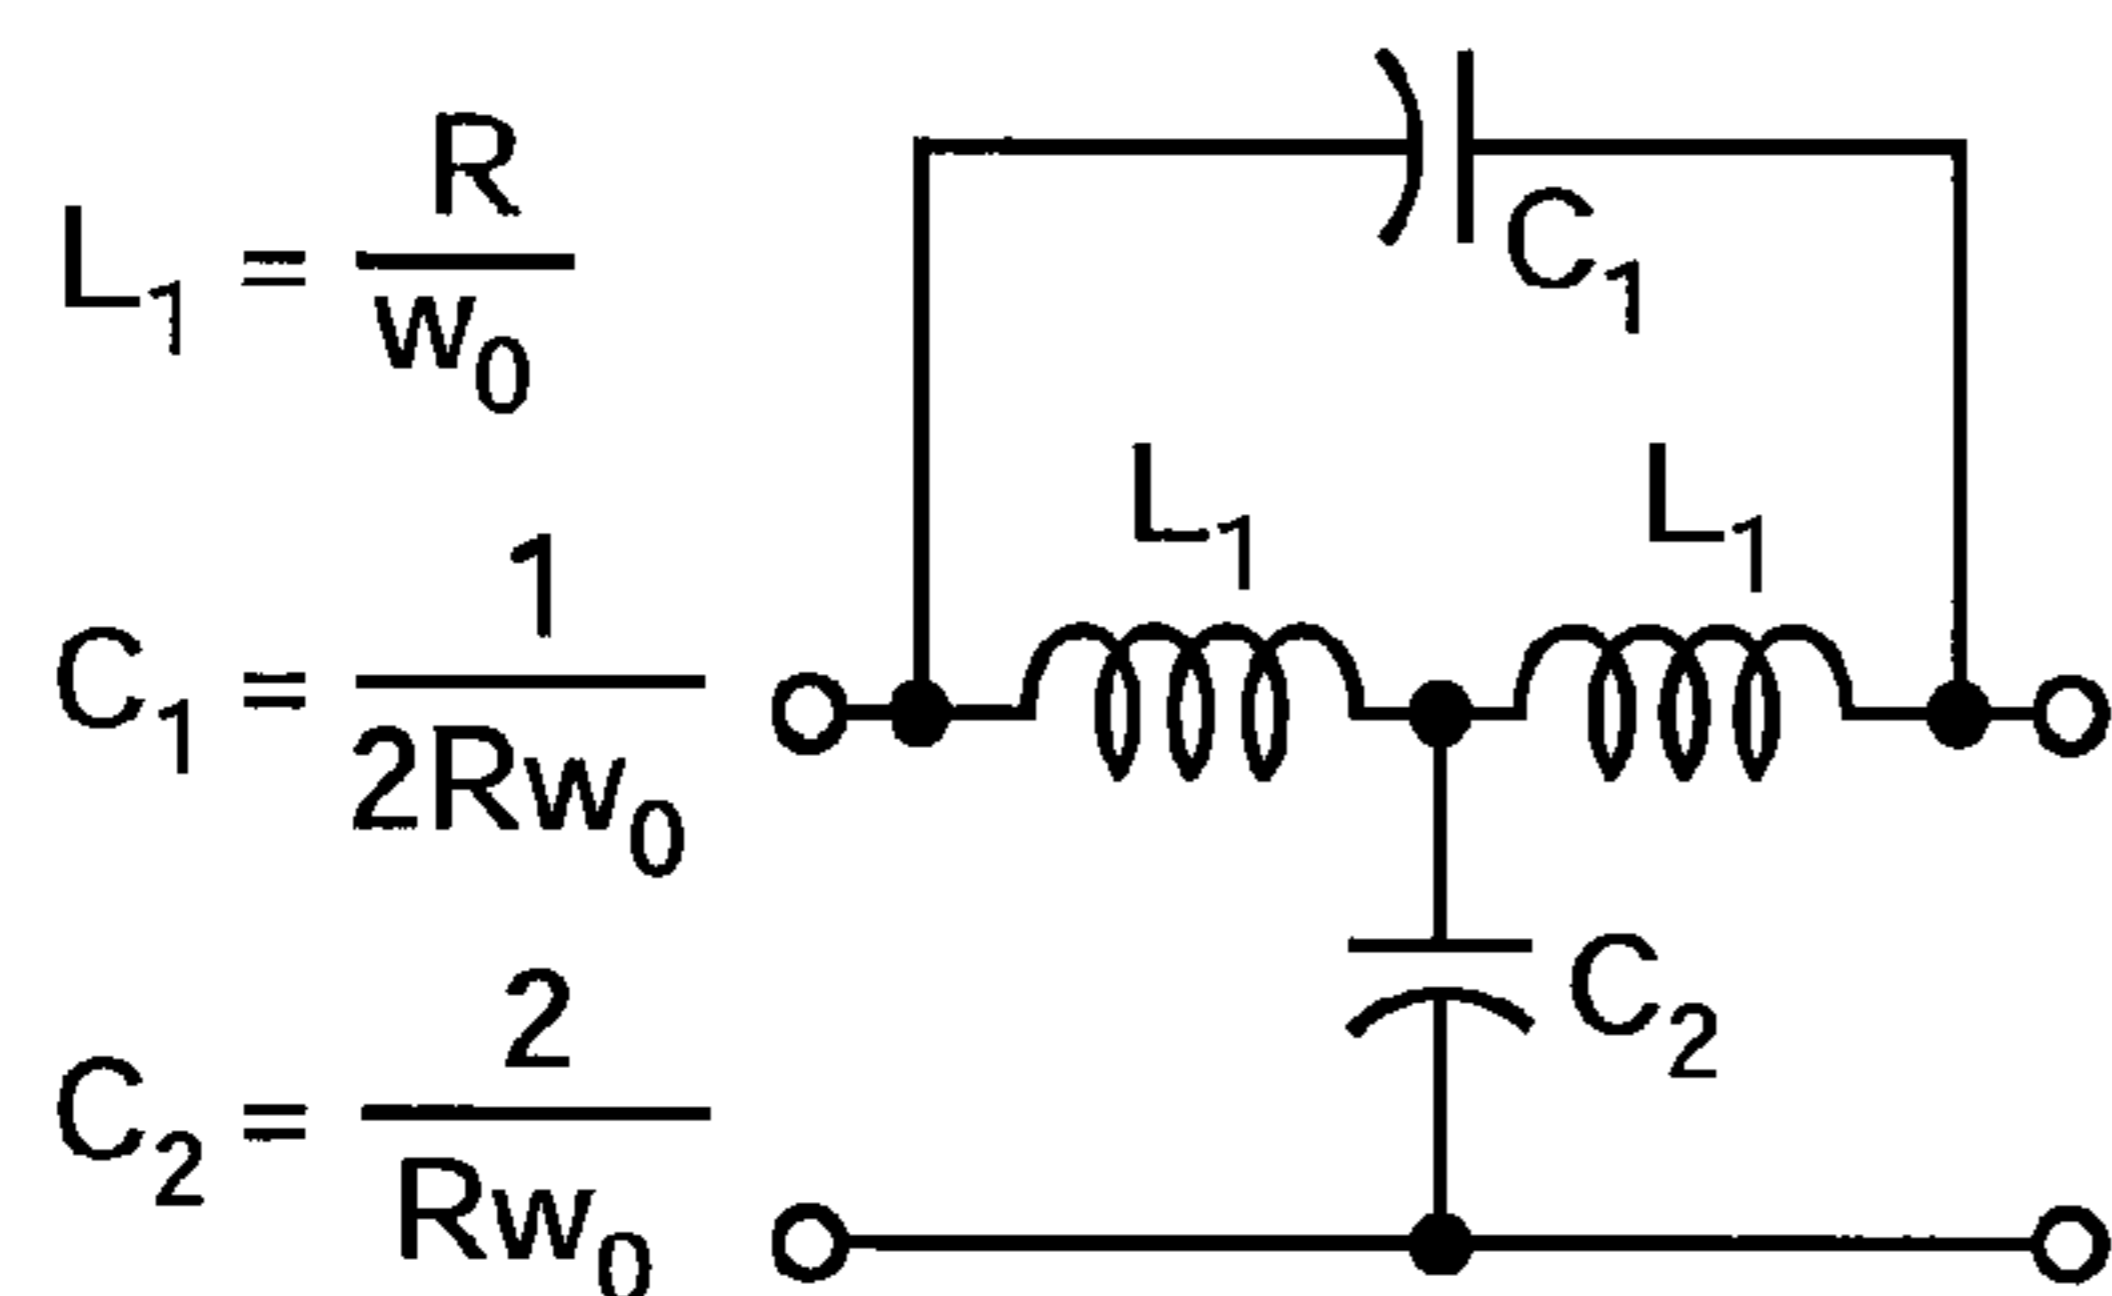 L₁ = R / w₀
C₁ = 1 / 2Rw₀
C₂ = 2 / Rw₀
C₁
L₁ L₁
C₂